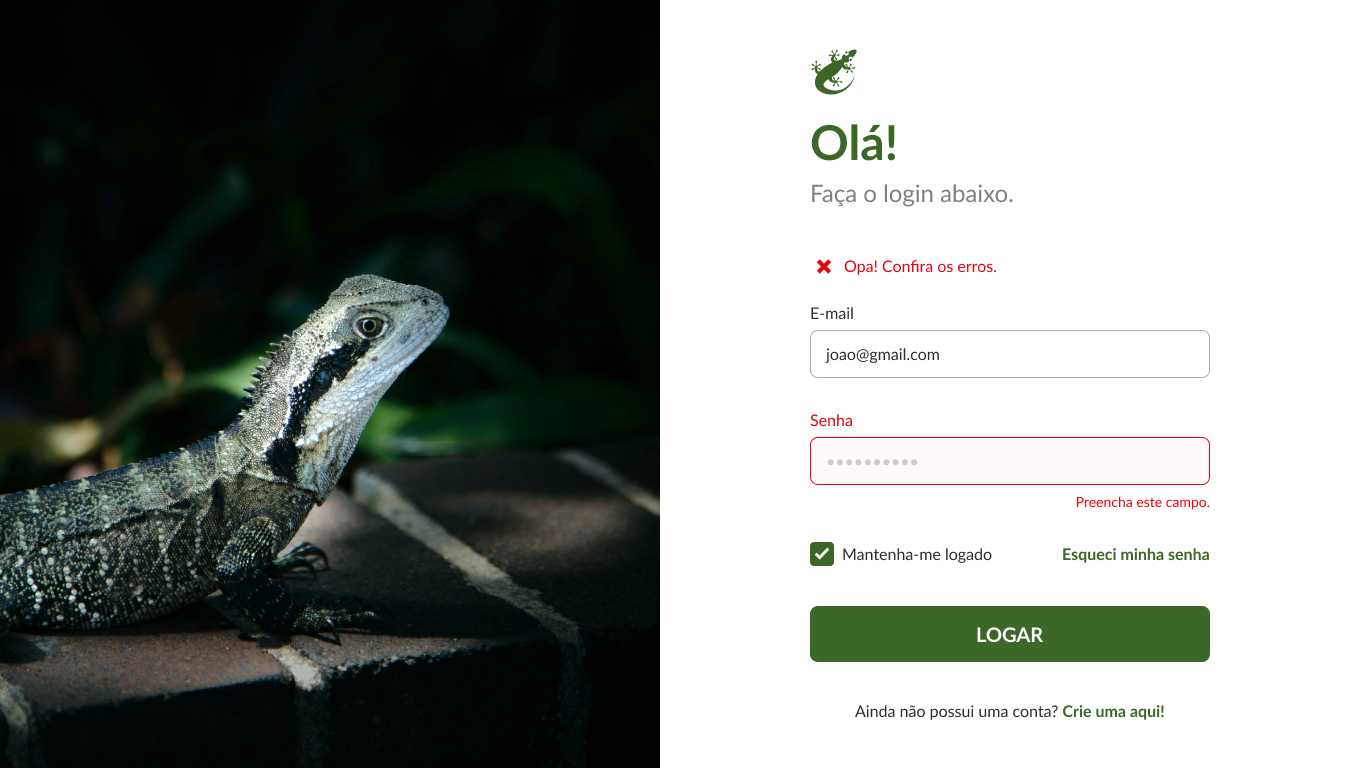 Olá!
Faça o login abaixo.
Opa! Confira os erros.
E-mail
joao@gmail.com
Senha
••••••••••
Preencha este campo.
Mantenha-me logado
Esqueci minha senha
LOGAR
Ainda não possui uma conta? Crie uma aqui!